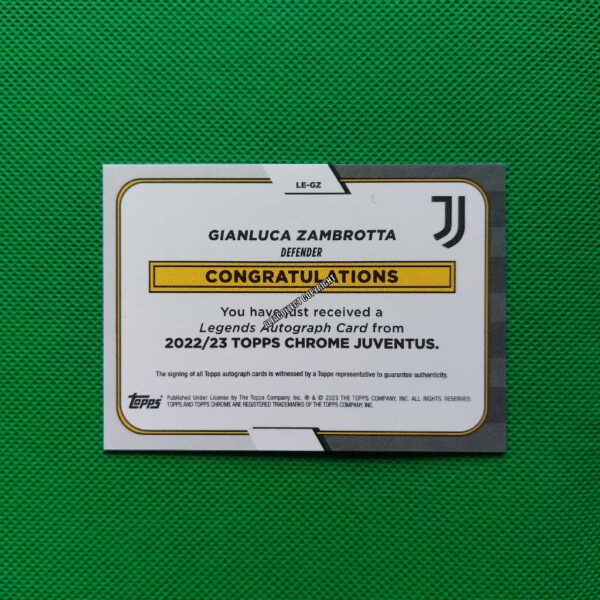 LE-GZ
GIANLUCA ZAMBROTTA
DEFENDER
CONGRATULATIONS
You have just received a
Legends Autograph Card from
2022/23 TOPPS CHROME JUVENTUS.
The signing of all Topps autograph cards is witnessed by a Topps representative to guarantee authenticity.
Topps
Published Under License by The Topps Company, Inc. ® & © 2023 THE TOPPS COMPANY, INC. ALL RIGHTS RESERVED.
TOPPS AND TOPPS CHROME ARE REGISTERED TRADEMARKS OF THE TOPPS COMPANY, INC.